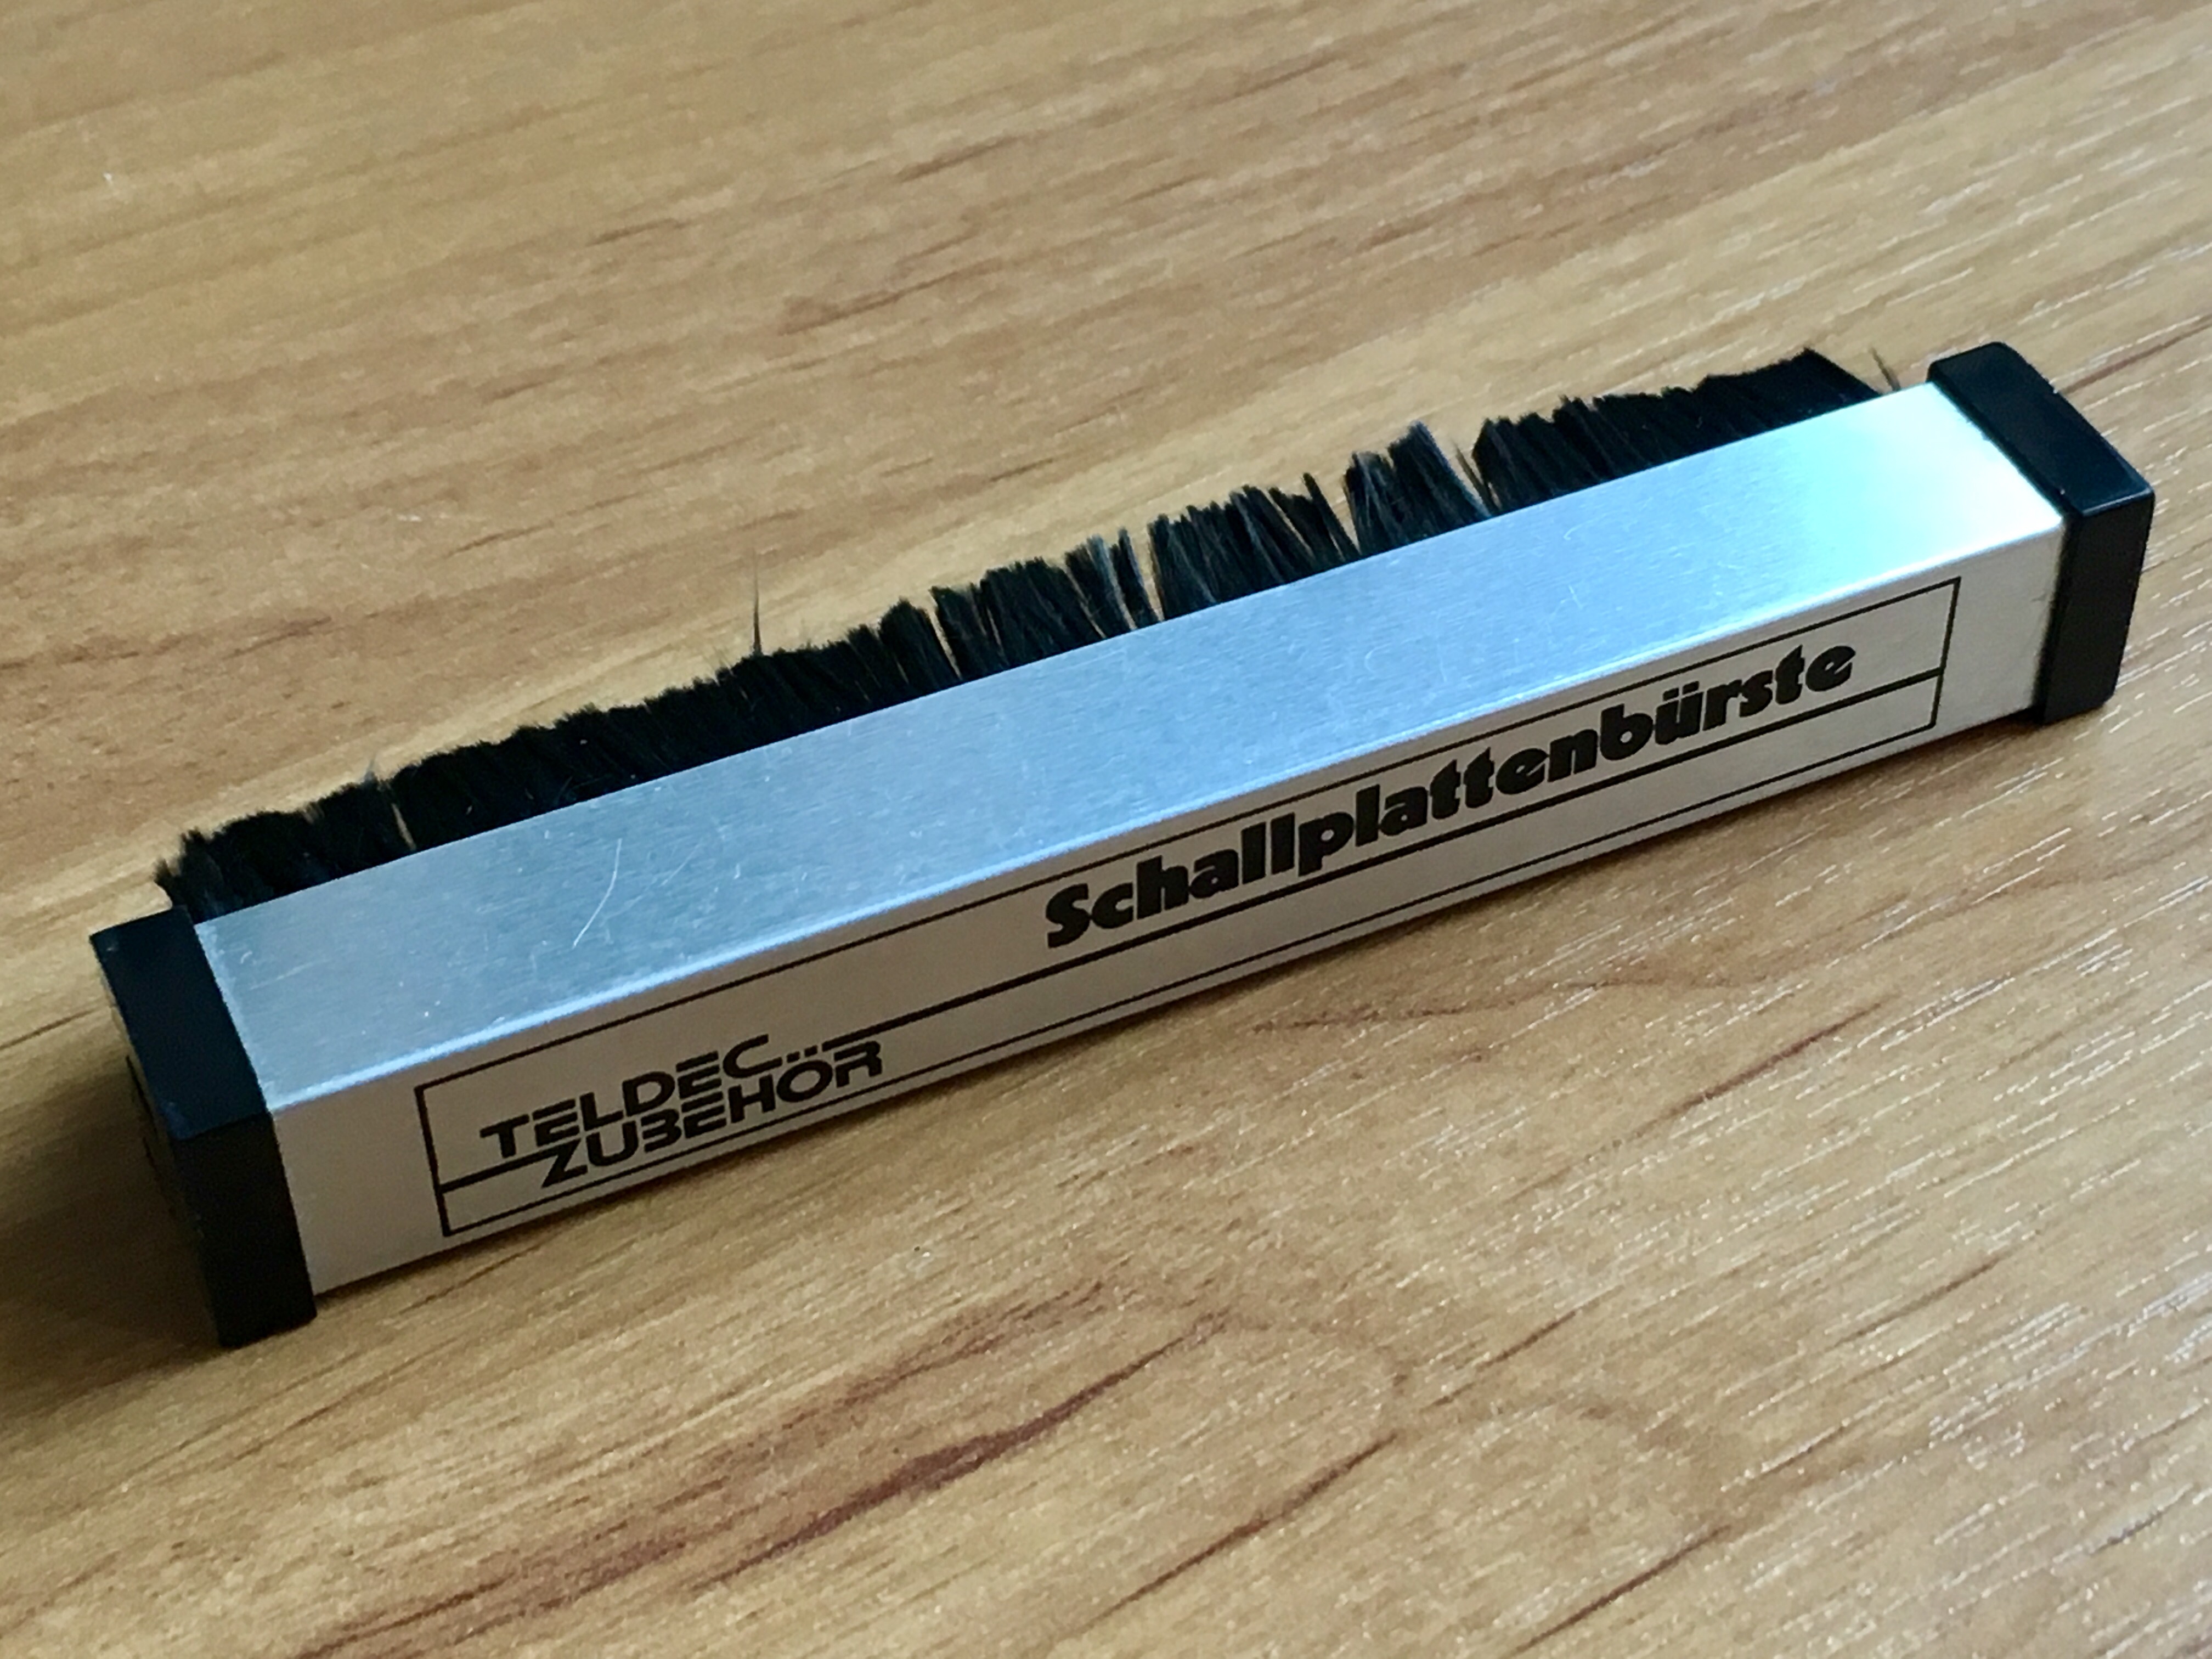 TELDEC
ZUBEHÖR
Schallplattenbürste